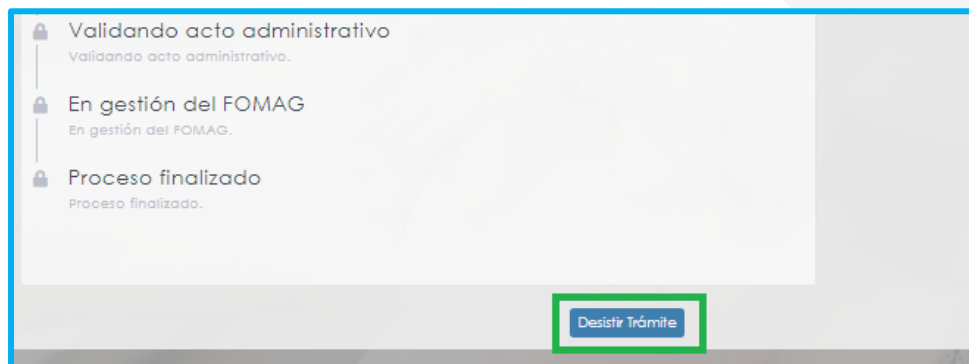 Validando acto administrativo
Validando acto administrativo.
En gestión del FOMAG
En gestión del FOMAG.
Proceso finalizado
Proceso finalizado.
Desistir Trámite